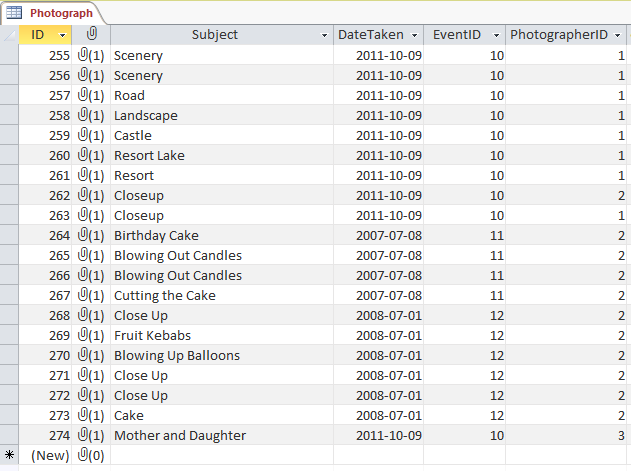 Photograph
ID Subject DateTaken EventID PhotographerID
255 (1) Scenery 2011-10-09 10 1
256 (1) Scenery 2011-10-09 10 1
257 (1) Road 2011-10-09 10 1
258 (1) Landscape 2011-10-09 10 1
259 (1) Castle 2011-10-09 10 1
260 (1) Resort Lake 2011-10-09 10 1
261 (1) Resort 2011-10-09 10 1
262 (1) Closeup 2011-10-09 10 2
263 (1) Closeup 2011-10-09 10 2
264 (1) Birthday Cake 2007-07-08 11 2
265 (1) Blowing Out Candles 2007-07-08 11 2
266 (1) Blowing Out Candles 2007-07-08 11 2
267 (1) Cutting the Cake 2007-07-08 11 2
268 (1) Close Up 2008-07-01 12 2
269 (1) Fruit Kebabs 2008-07-01 12 2
270 (1) Blowing Up Balloons 2008-07-01 12 2
271 (1) Close Up 2008-07-01 12 2
272 (1) Close Up 2008-07-01 12 2
273 (1) Cake 2008-07-01 12 2
274 (1) Mother and Daughter 2011-10-09 10 3
(New) (0)